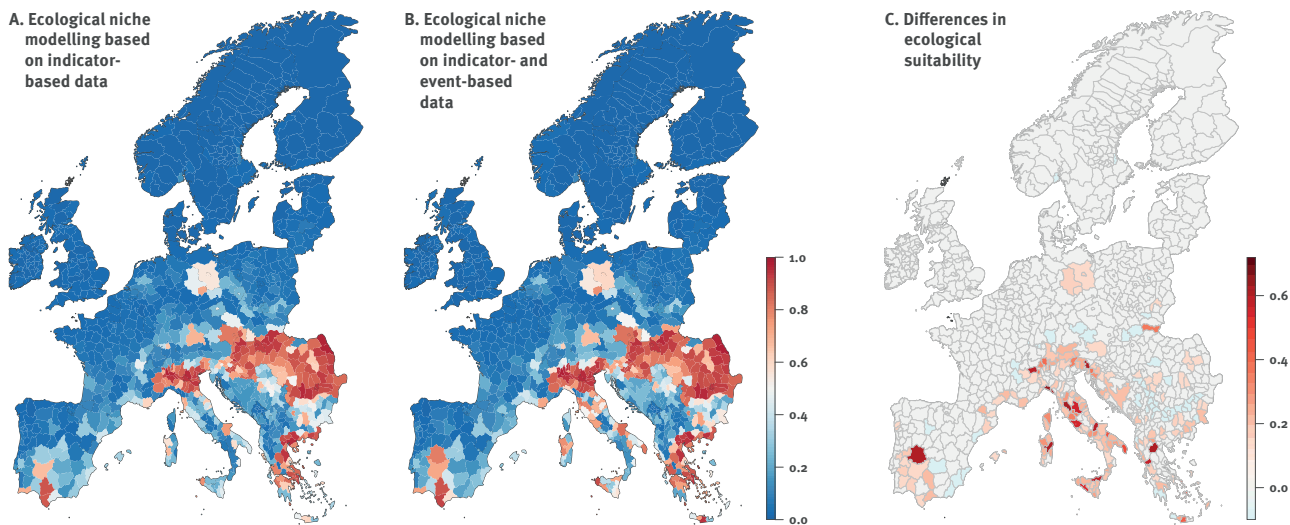 A. Ecological niche
modelling based
on indicator-
based data
B. Ecological niche
modelling based
on indicator- and
event-based
data
C. Differences in
ecological
suitability
1.0
0.8
0.6
0.4
0.2
0.0
0.6
0.4
0.2
0.0